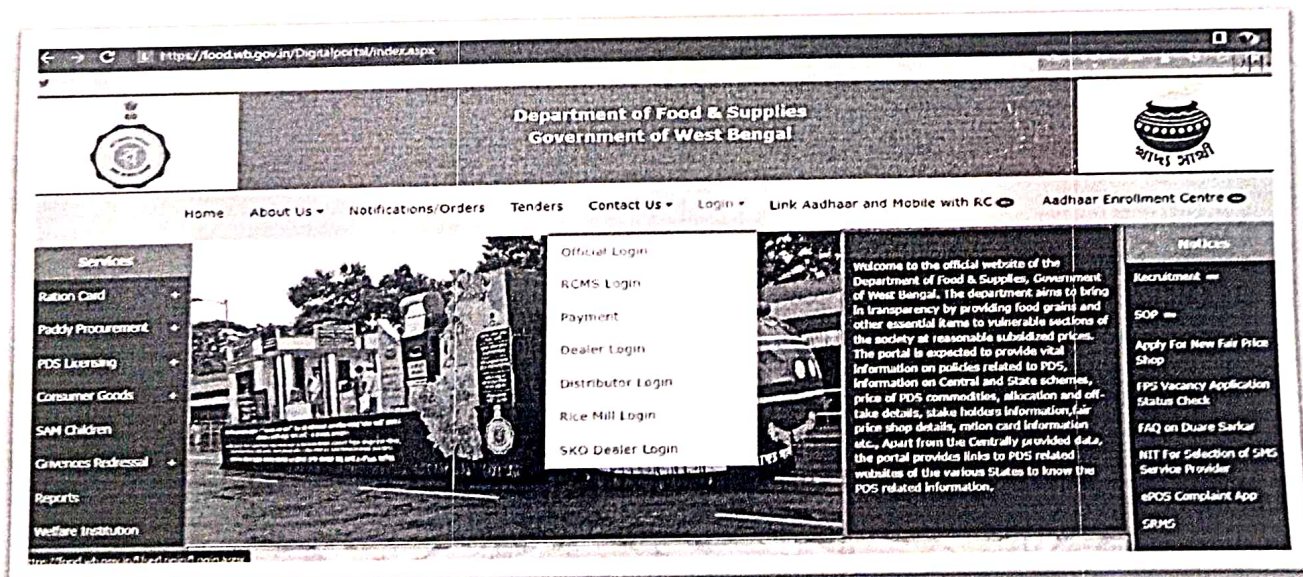 https://food.wb.gov.in/Digitalportal/index.aspx
Department of Food & Supplies
Government of West Bengal
খাদ্য সাথী
Home About Us Notifications/Orders Tenders Contact Us Login Link Aadhaar and Mobile with RC Aadhaar Enrollment Centre
Services
Ration Card +
Paddy Procurement +
PDS Licensing +
Consumer Goods +
SAM Children
Grivences Redressal +
Reports
Welfare Institution
Official Login
RCMS Login
Payment
Dealer Login
Distributor Login
Rice Mill Login
SKO Dealer Login
Welcome to the official website of the
Department of Food & Supplies, Government
of West Bengal. The department aims to bring
in transparency by providing food grains and
other essential items to vulnerable sections of
the society at reasonable subsidized prices.
The portal is expected to provide vital
information on policies related to PDS,
information on Central and State schemes,
price of PDS commodities, allocation and off-
take details, stake holders information,fair
price shop details, ration card information
etc., Apart from the Centrally provided data,
the portal provides links to PDS related
websites of the various States to know the
PDS related information.
Notices
Recruitment
SOP
Apply For New Fair Price
Shop
FPS Vacancy Application
Status Check
FAQ on Duare Sarkar
NIT For Selection of SMS
Service Provider
ePDS Complaint App
SRMS